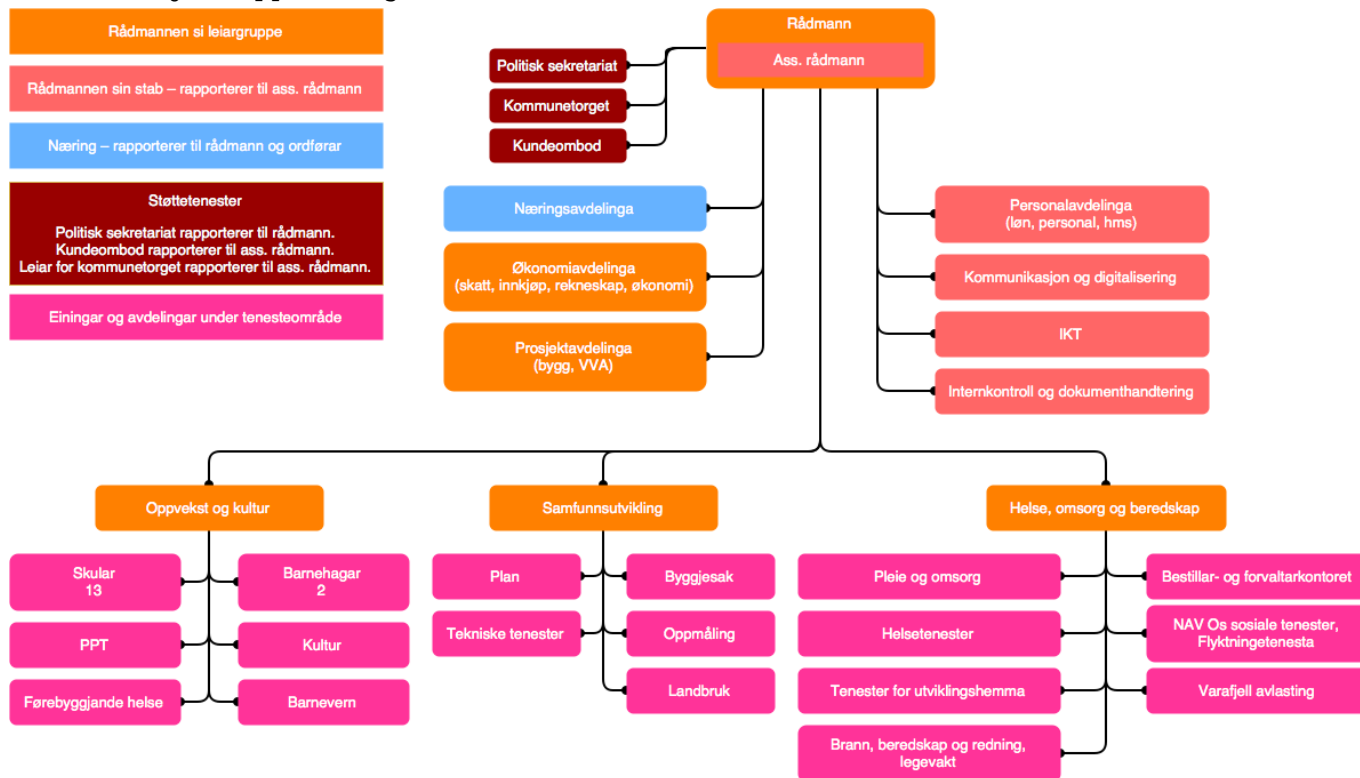 Rådmannen si leiargruppe
Rådmannen sin stab – rapporterer til ass. rådmann
Næring – rapporterer til rådmann og ordførar
Støttetenester
Politisk sekretariat rapporterer til rådmann.
Kundeombod rapporterer til ass. rådmann.
Leiar for kommunetorget rapporterer til ass. rådmann.
Einingar og avdelingar under tenesteområde
Rådmann
Ass. rådmann
Politisk sekretariat
Kommunetorget
Kundeombod
Næringsavdelinga
Økonomiavdelinga
(skatt, innkjøp, rekneskap, økonomi)
Prosjektavdelinga
(bygg, VVA)
Personalavdelinga
(løn, personal, hms)
Kommunikasjon og digitalisering
IKT
Internkontroll og dokumenthandtering
Oppvekst og kultur
Skular
13
Barnehagar
2
PPT
Kultur
Førebyggjande helse
Barnevern
Samfunnsutvikling
Plan
Byggjesak
Tekniske tenester
Oppmåling
Landbruk
Helse, omsorg og beredskap
Pleie og omsorg
Bestillar- og forvaltarkontoret
Helsetenester
NAV Os sosiale tenester,
Flyktningetenesta
Tenester for utviklingshemma
Varafjell avlasting
Brann, beredskap og redning,
legevakt